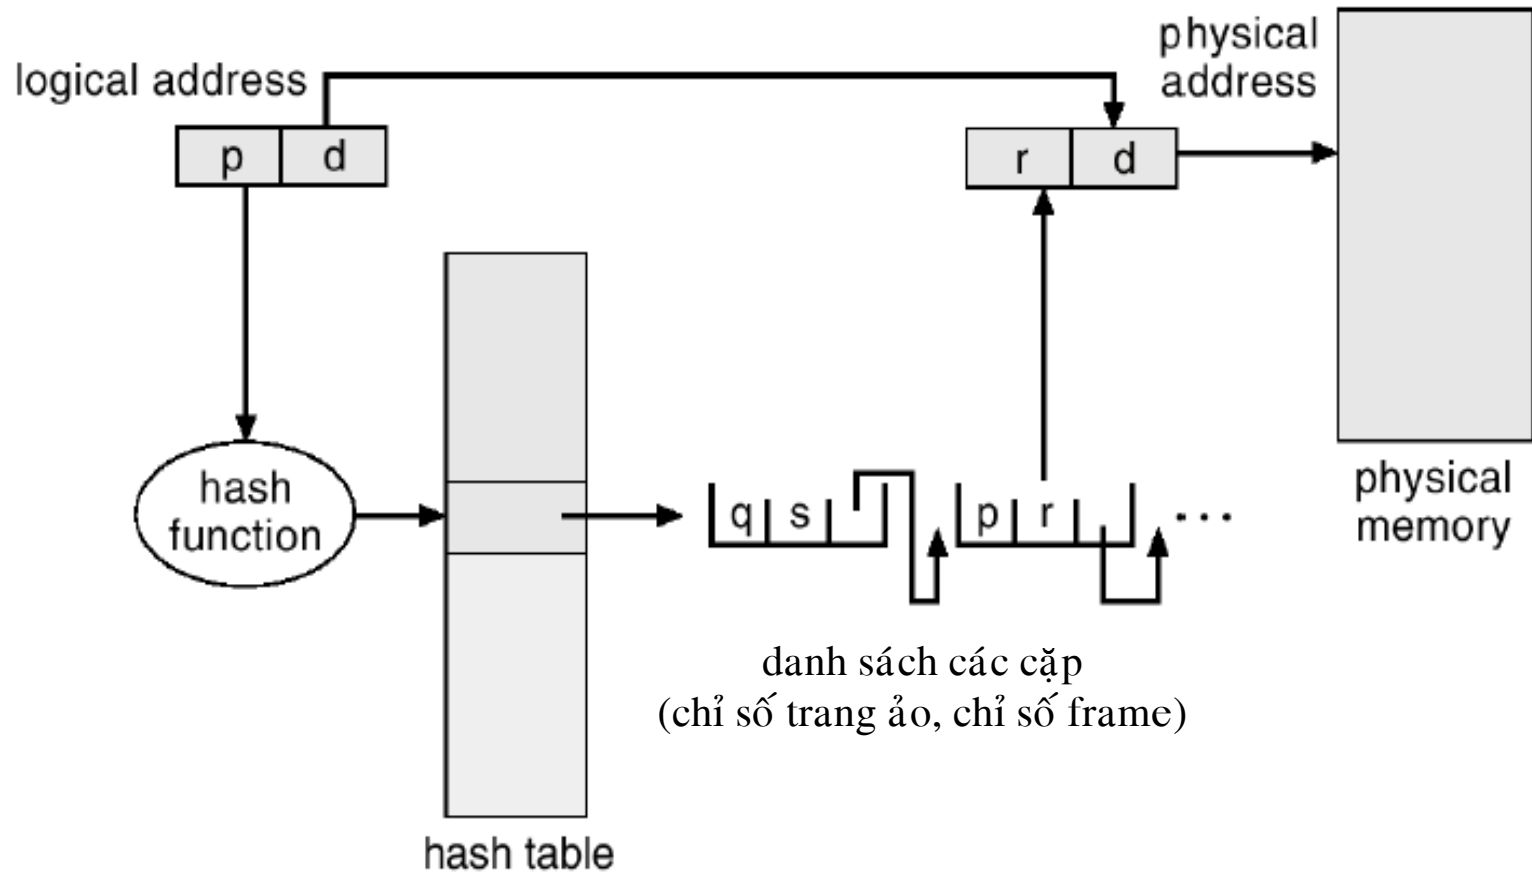 logical address
physical
address
p d
r d
hash
function
q s
p r
...
physical
memory
danh sách các cặp
(chỉ số trang ảo, chỉ số frame)
hash table